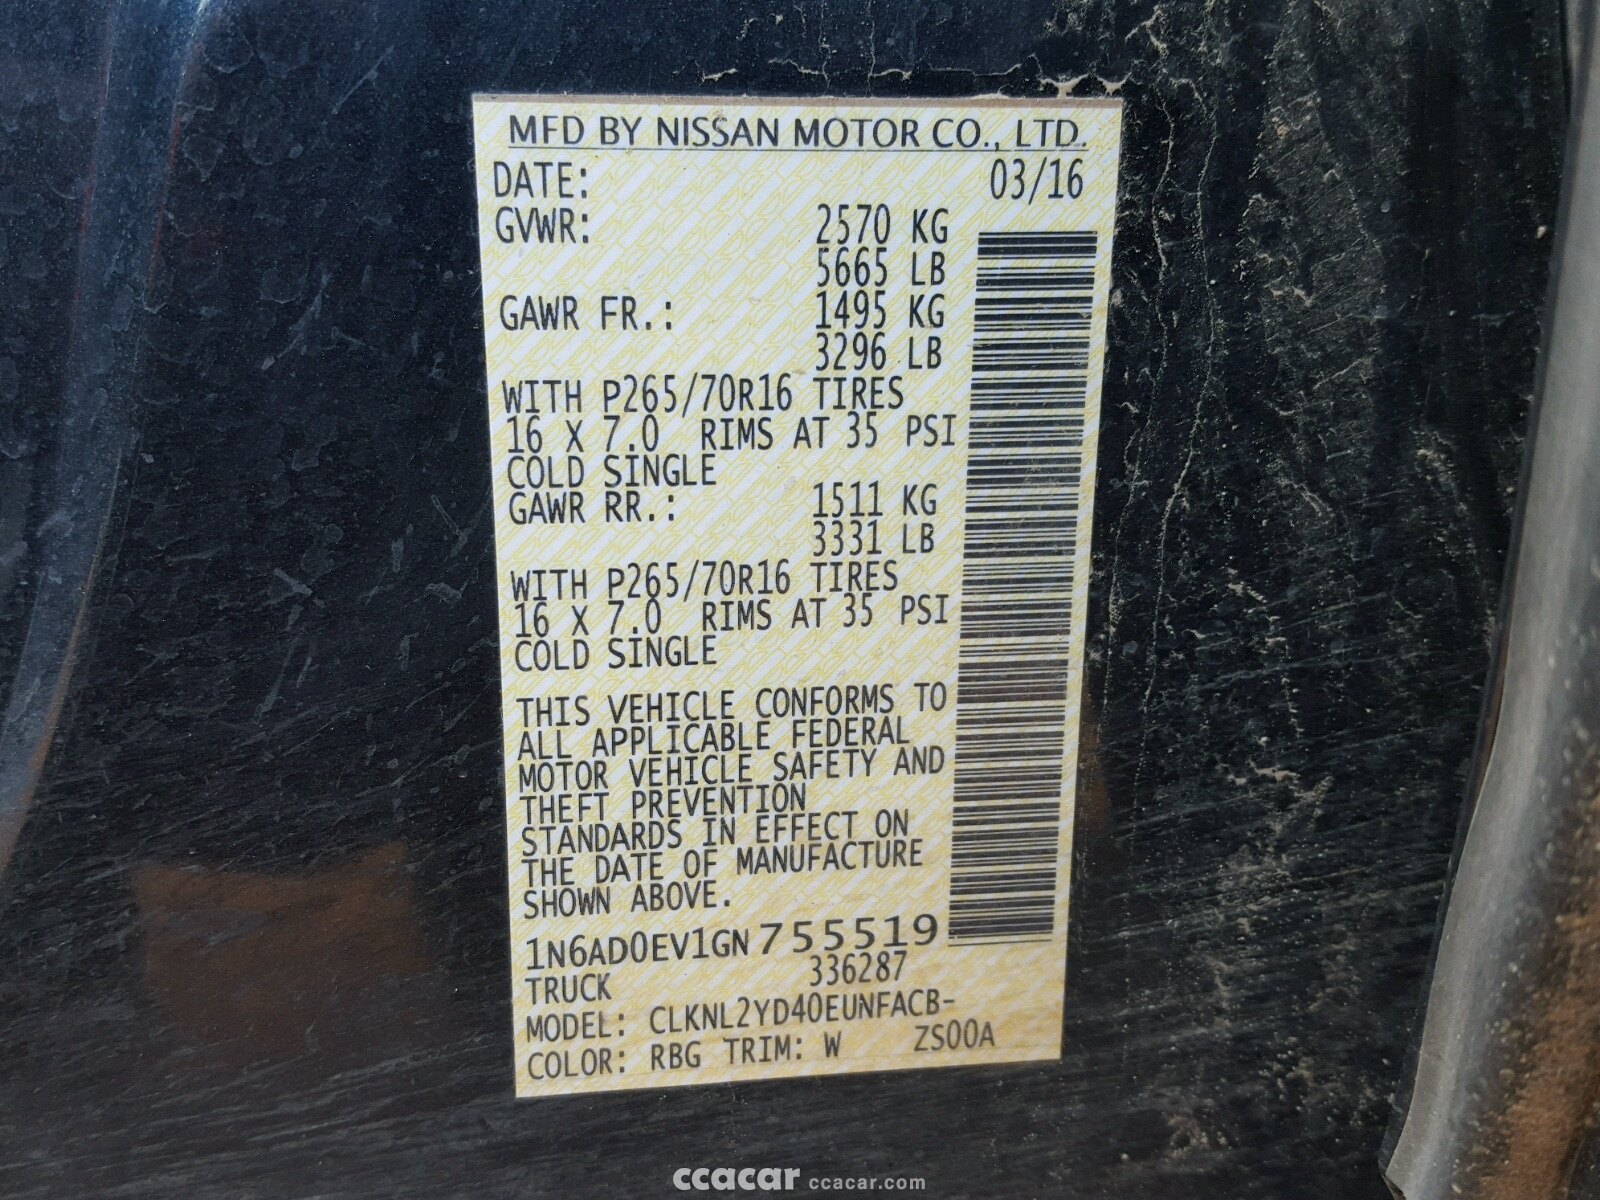 MFD BY NISSAN MOTOR CO., LTD.
DATE: 03/16
GVWR: 2570 KG
5665 LB
GAWR FR.: 1495 KG
3296 LB
WITH P265/70R16 TIRES
16 X 7.0 RIMS AT 35 PSI
COLD SINGLE
GAWR RR.: 1511 KG
3331 LB
WITH P265/70R16 TIRES
16 X 7.0 RIMS AT 35 PSI
COLD SINGLE
THIS VEHICLE CONFORMS TO
ALL APPLICABLE FEDERAL
MOTOR VEHICLE SAFETY AND
THEFT PREVENTION
STANDARDS IN EFFECT ON
THE DATE OF MANUFACTURE
SHOWN ABOVE.
1N6AD0EV1GN755519
TRUCK 336287
MODEL: CLKNL2YD40EUNFACB-
COLOR: RBG TRIM: W ZS00A
ccacar ccacar.com